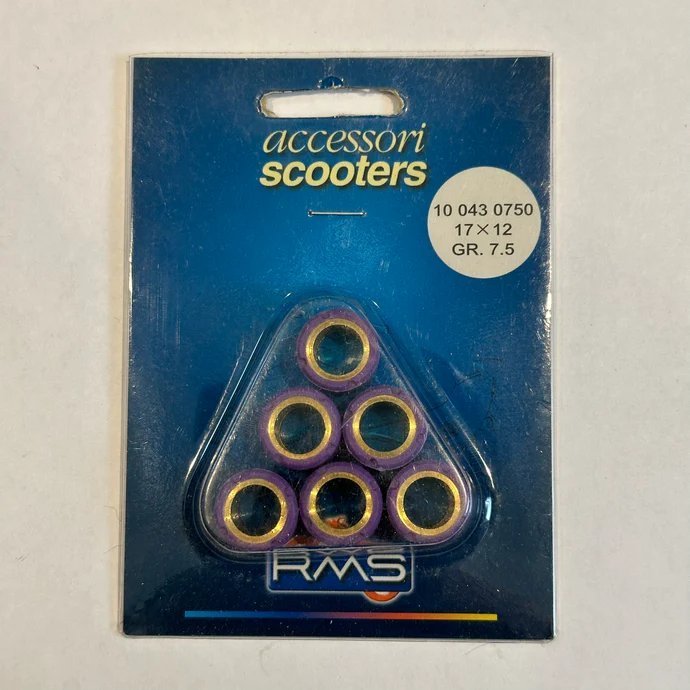 accessori
scooters
10 043 0750
17×12
GR. 7.5
RMS